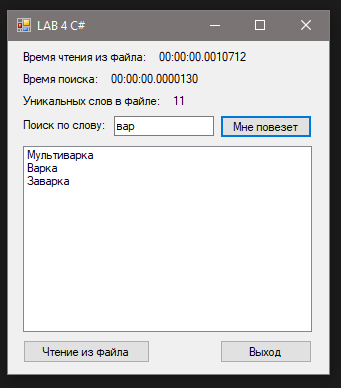 LAB 4 C#
Время чтения из файла: 00:00:00.0010712
Время поиска: 00:00:00.0000130
Уникальных слов в файле: 11
Поиск по слову: вар Мне повезет
Мультиварка
Варка
Заварка
Чтение из файла Выход